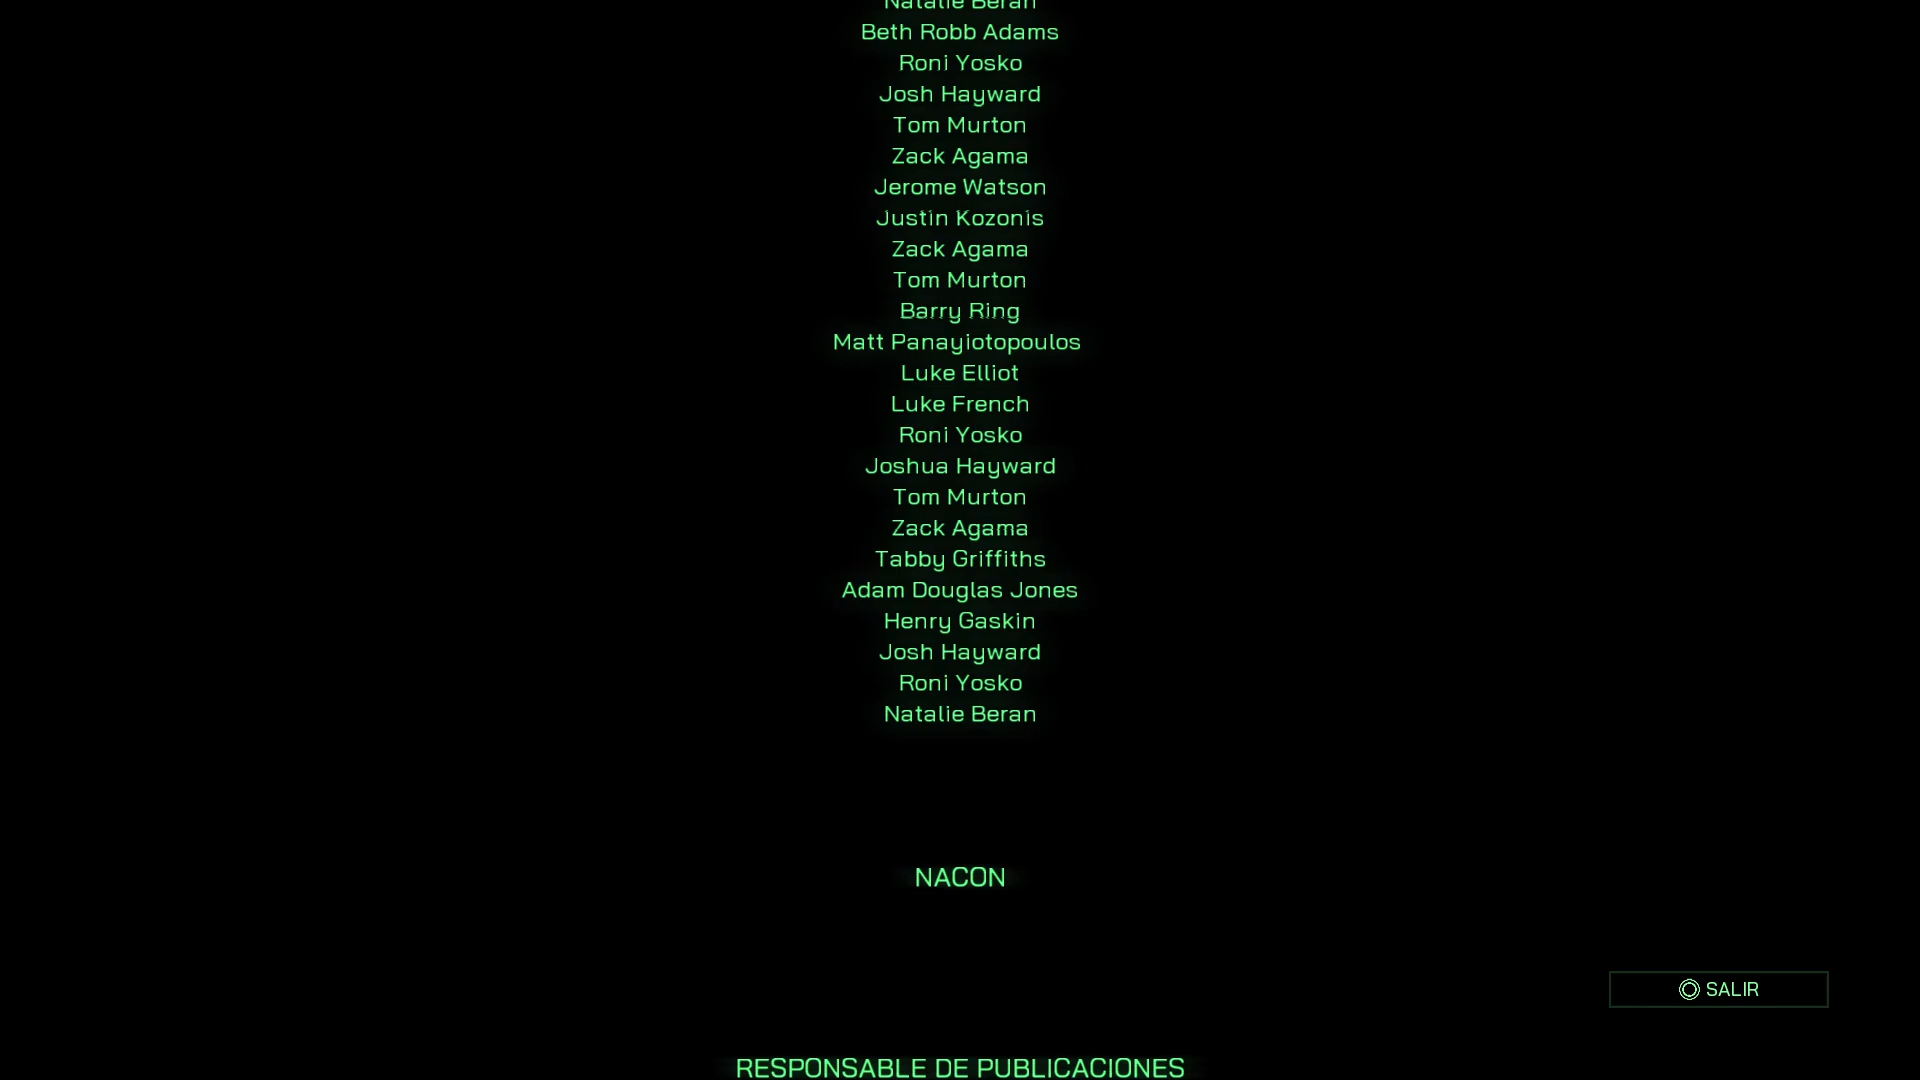 Natalie Beran
Beth Robb Adams
Roni Yosko
Josh Hayward
Tom Murton
Zack Agama
Jerome Watson
Justin Kozonis
Zack Agama
Tom Murton
Barry Ring
Matt Panayiotopoulos
Luke Elliot
Luke French
Roni Yosko
Joshua Hayward
Tom Murton
Zack Agama
Tabby Griffiths
Adam Douglas Jones
Henry Gaskin
Josh Hayward
Roni Yosko
Natalie Beran
NACON
SALIR
RESPONSABLE DE PUBLICACIONES